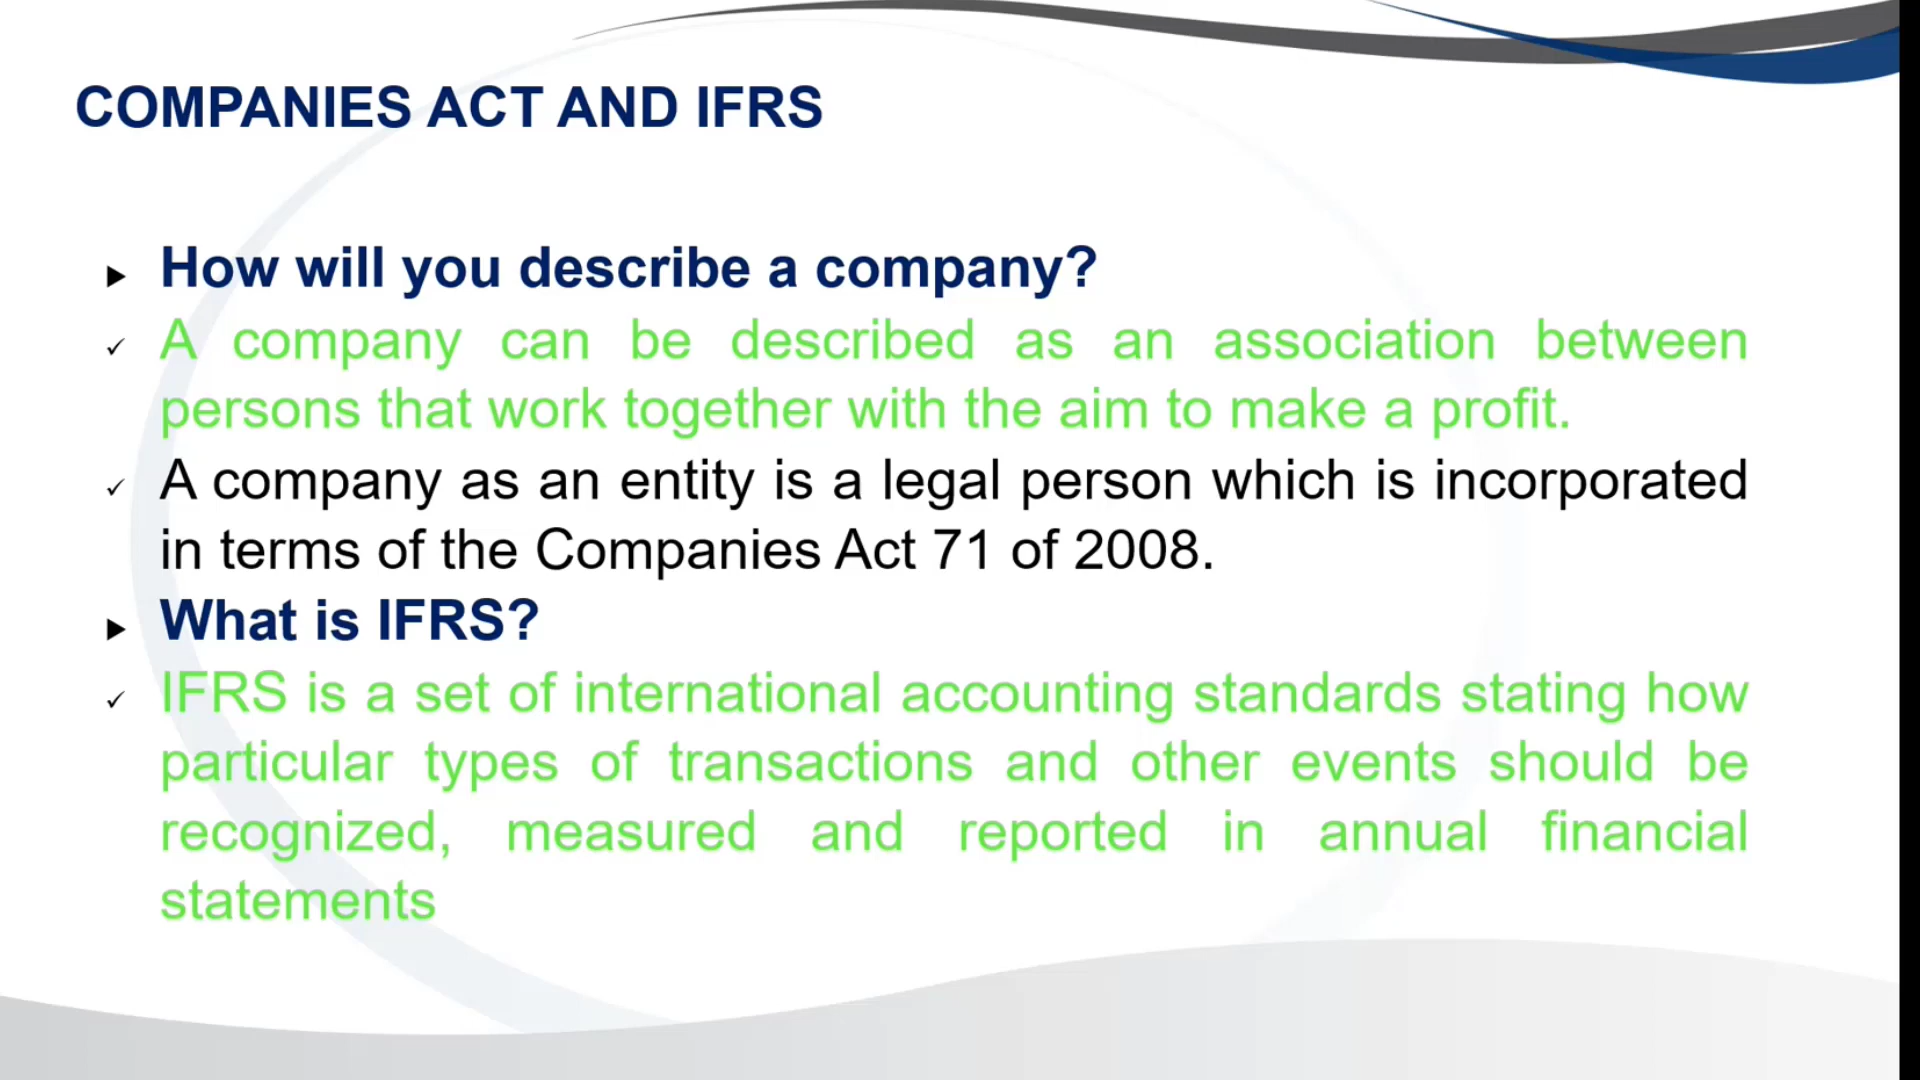 COMPANIES ACT AND IFRS
How will you describe a company?
A company can be described as an association between
persons that work together with the aim to make a profit.
A company as an entity is a legal person which is incorporated
in terms of the Companies Act 71 of 2008.
What is IFRS?
IFRS is a set of international accounting standards stating how
particular types of transactions and other events should be
recognized, measured and reported in annual financial
statements